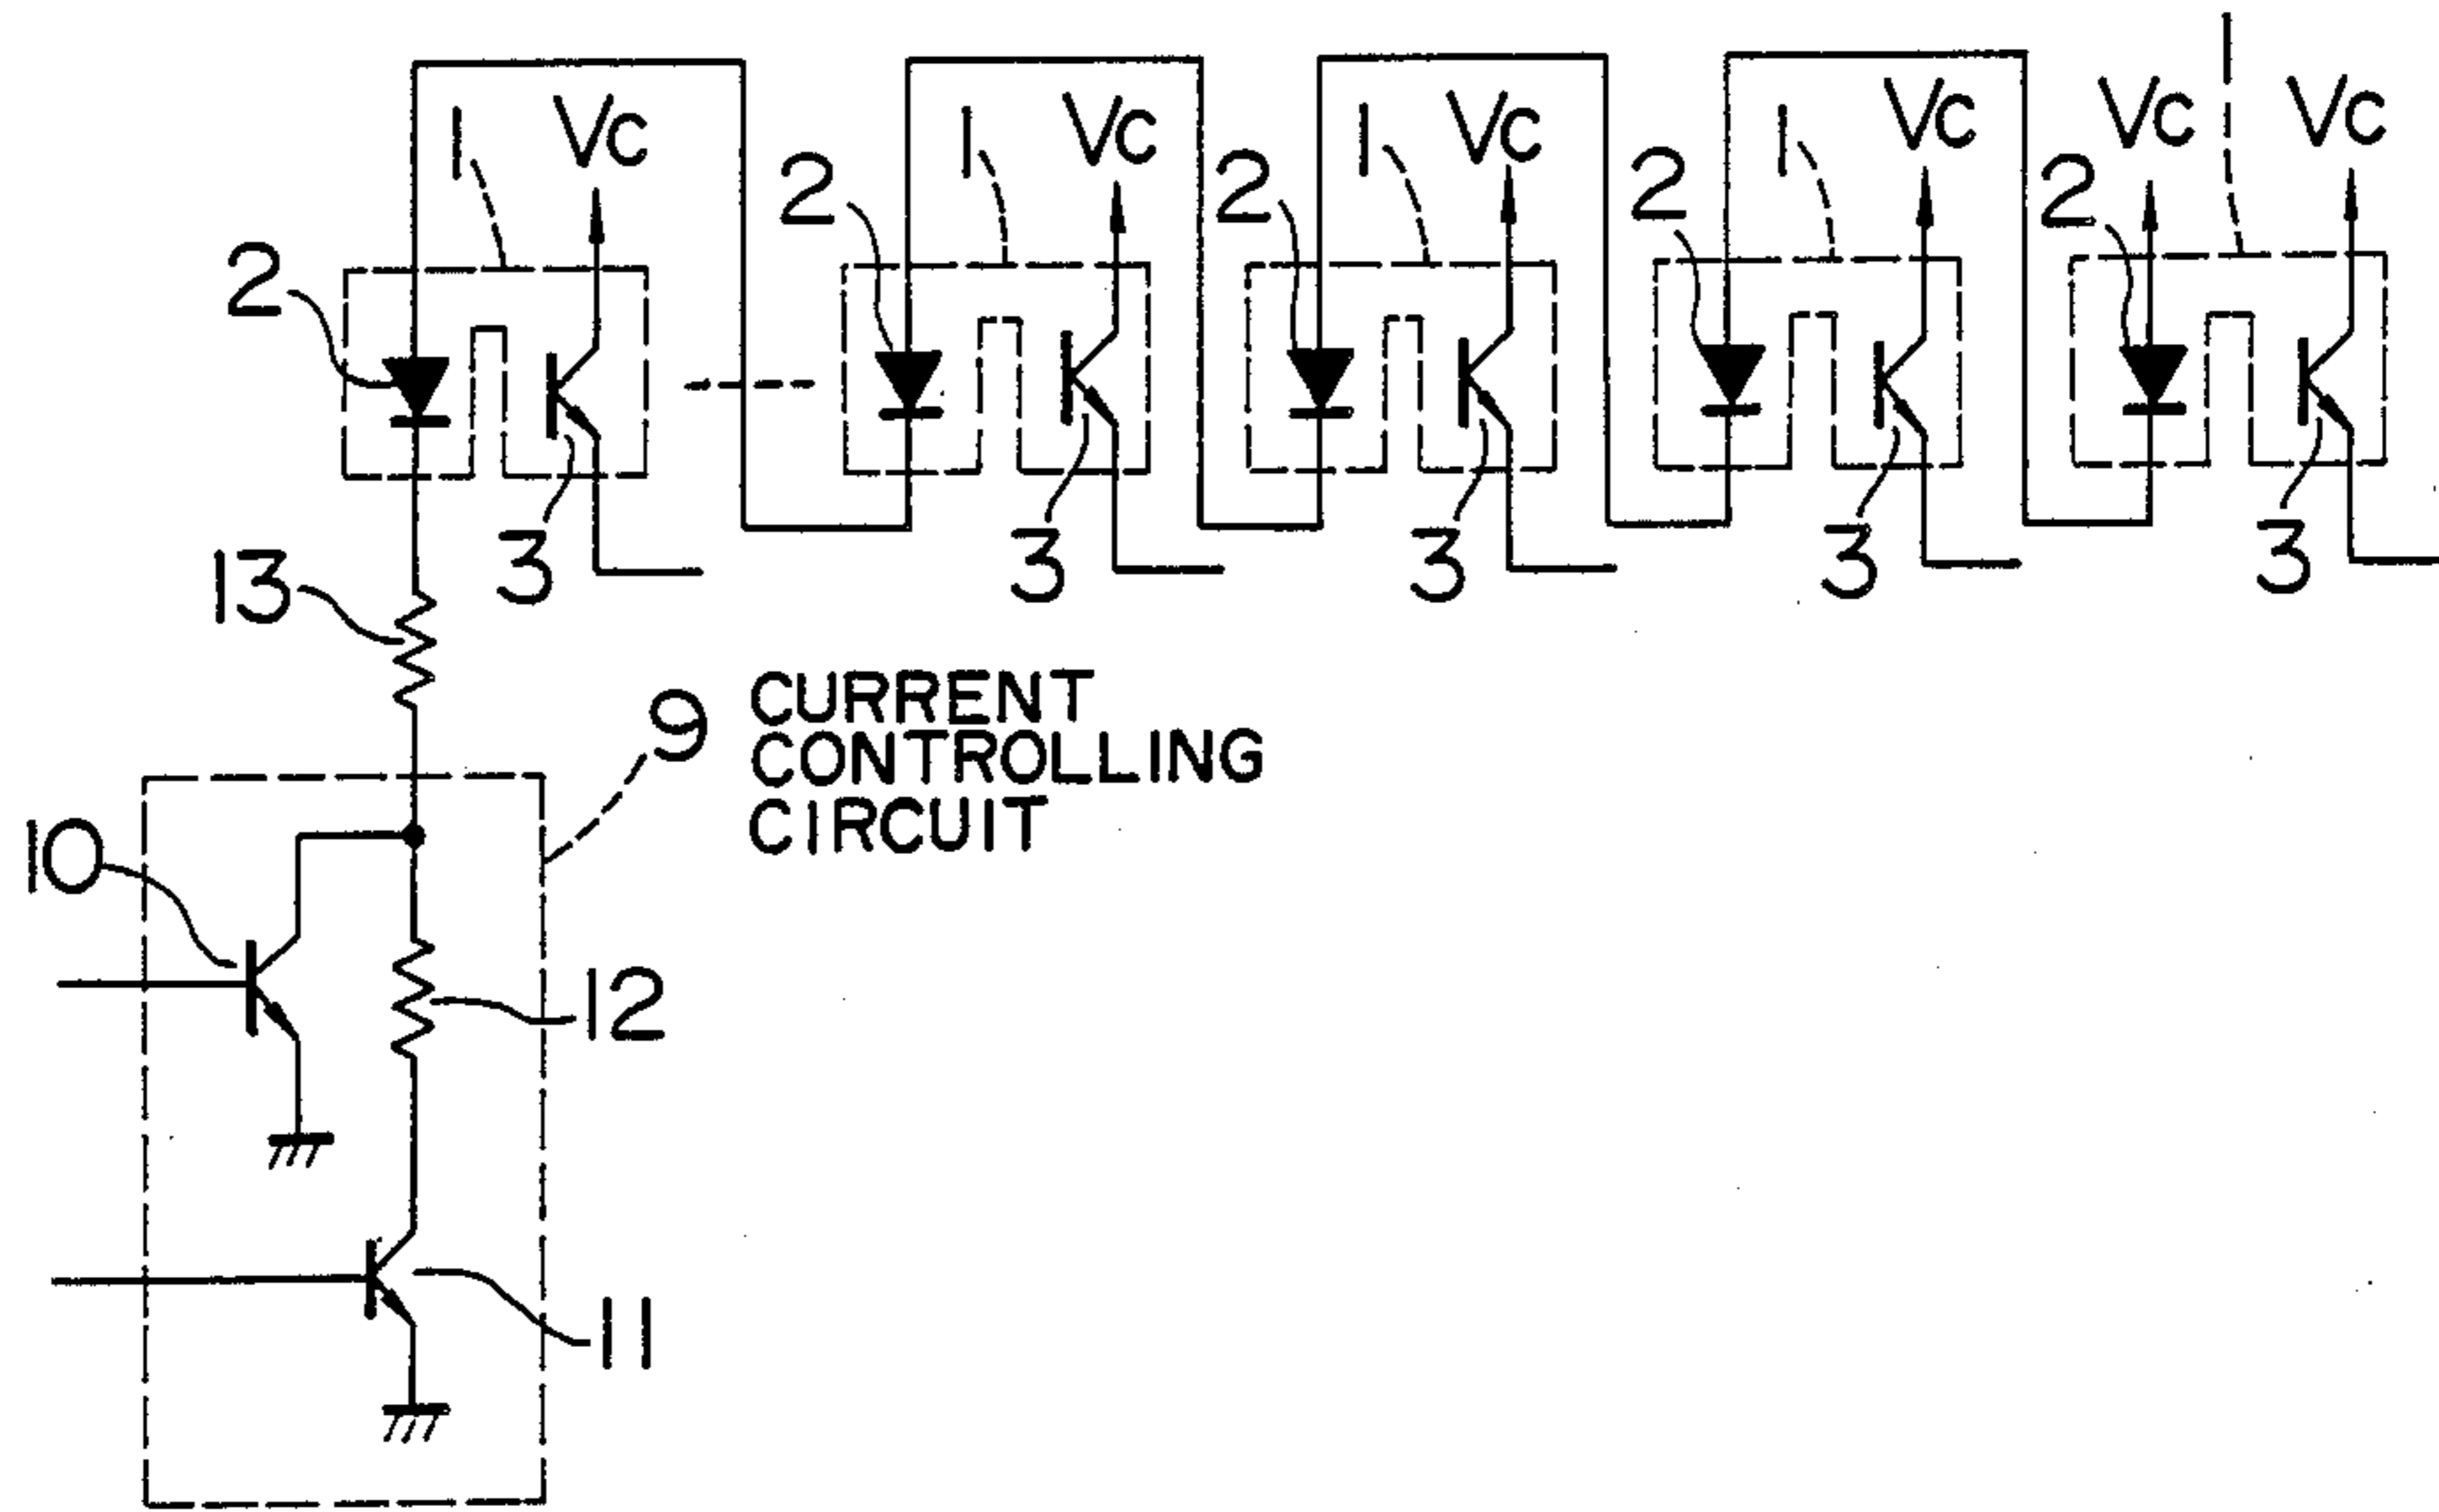 1 Vc 1 Vc 1 Vc 1 Vc Vc 1 Vc
2 2 2 2 2
3 3 3 3 3
13
9 CURRENT
CONTROLLING
CIRCUIT
10
12
11